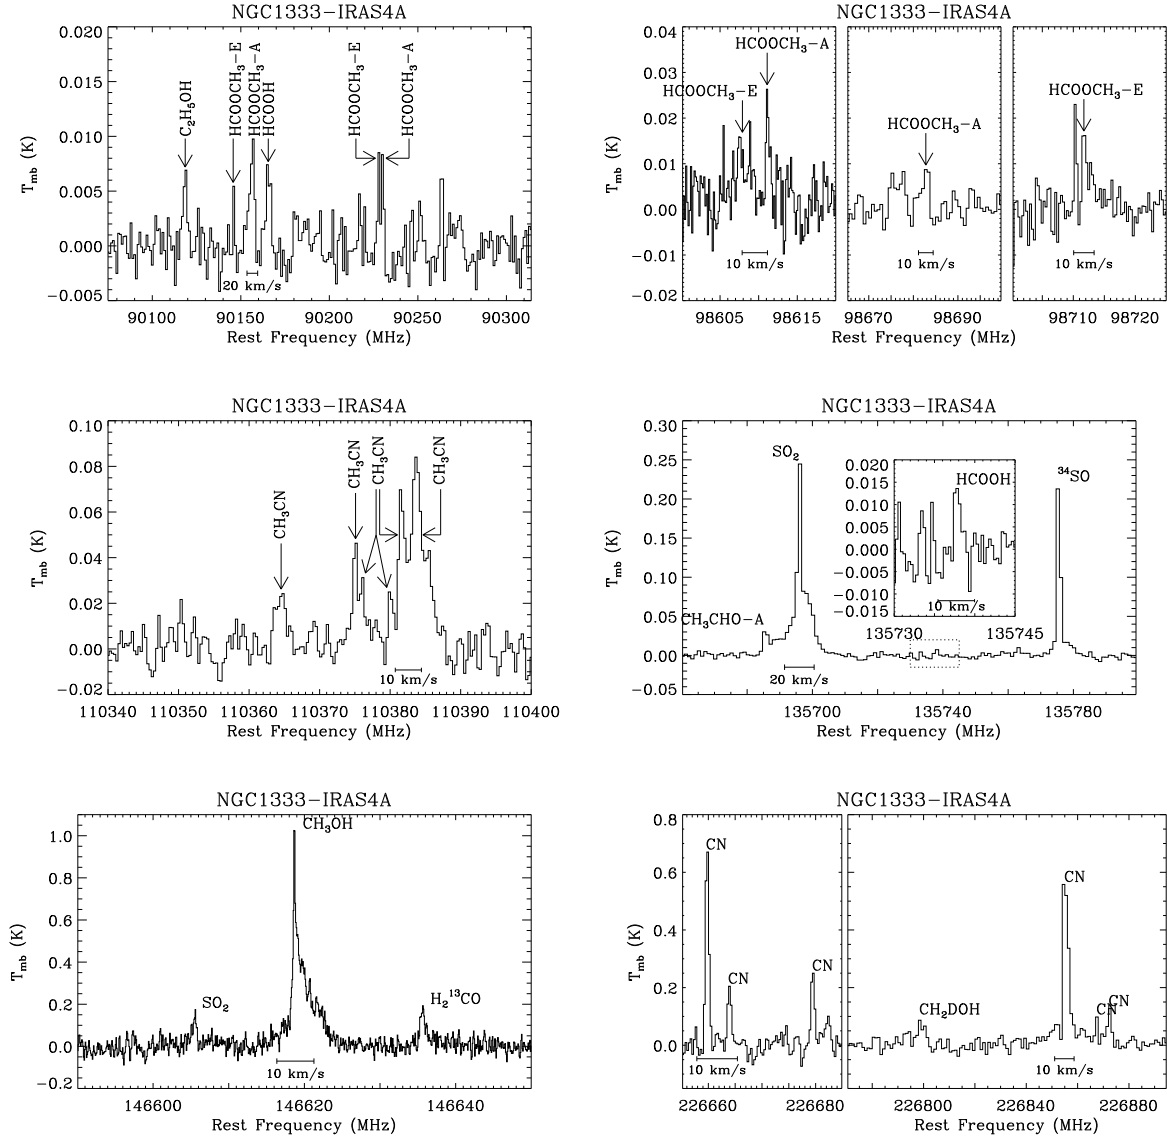 NGC1333-IRAS4A
0.020
0.015
0.010
0.005
0.000
-0.005
T_mb (K)
C₂H₅OH
HCOOCH₃-E
HCOOCH₃-A
HCOOH
HCOOCH₃-E
HCOOCH₃-A
20 km/s
90100 90150 90200 90250 90300
Rest Frequency (MHz)
NGC1333-IRAS4A
0.04
0.03
0.02
0.01
0.00
-0.01
-0.02
T_mb (K)
HCOOCH₃-A
HCOOCH₃-E
HCOOCH₃-A
HCOOCH₃-E
10 km/s
10 km/s
10 km/s
98605 98615 98670 98690 98710 98720
Rest Frequency (MHz)
NGC1333-IRAS4A
0.10
0.08
0.06
0.04
0.02
0.00
-0.02
T_mb (K)
CH₃CN
CH₃CN
CH₃CN
CH₃CN
10 km/s
110340 110350 110360 110370 110380 110390 110400
Rest Frequency (MHz)
NGC1333-IRAS4A
0.30
0.25
0.20
0.15
0.10
0.05
0.00
-0.05
T_mb (K)
SO₂
CH₃CHO-A
³⁴SO
0.020
0.015
0.010
0.005
0.000
-0.005
-0.010
-0.015
HCOOH
10 km/s
135730 135745
20 km/s
135700 135740 135780
Rest Frequency (MHz)
NGC1333-IRAS4A
1.0
0.8
0.6
0.4
0.2
0.0
-0.2
T_mb (K)
CH₃OH
SO₂
H₂¹³CO
10 km/s
146600 146620 146640
Rest Frequency (MHz)
NGC1333-IRAS4A
0.8
0.6
0.4
0.2
0.0
T_mb (K)
CN
CN
CN
CH₂DOH
CN
CN
CN
10 km/s
10 km/s
226660 226680 226800 226840 226880
Rest Frequency (MHz)